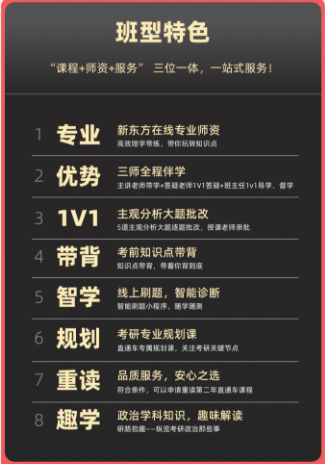 班型特色
“课程+师资+服务” 三位一体，一站式服务！
1 专业 新东方在线专业师资
高效陪学带练，带你玩转知识点
2 优势 三师全程伴学
主讲老师带学+答疑老师1V1答疑+班主任1v1导学、督学
3 1V1 主观分析大题批改
5道主观分析大题逐题批改，授课老师亲批
4 带背 考前知识点带背
知识点带背，带着你背到底
5 智学 线上刷题，智能诊断
智能刷题小程序，随学随测
6 规划 考研专业规划课
直通车专属规划课，关注考研关键节点
7 重读 品质服务，安心之选
符合条件，可以申请重读第二年直通车课程
8 趣学 政治学科知识，趣味解读
研路拾趣——纵览考研政治那些事